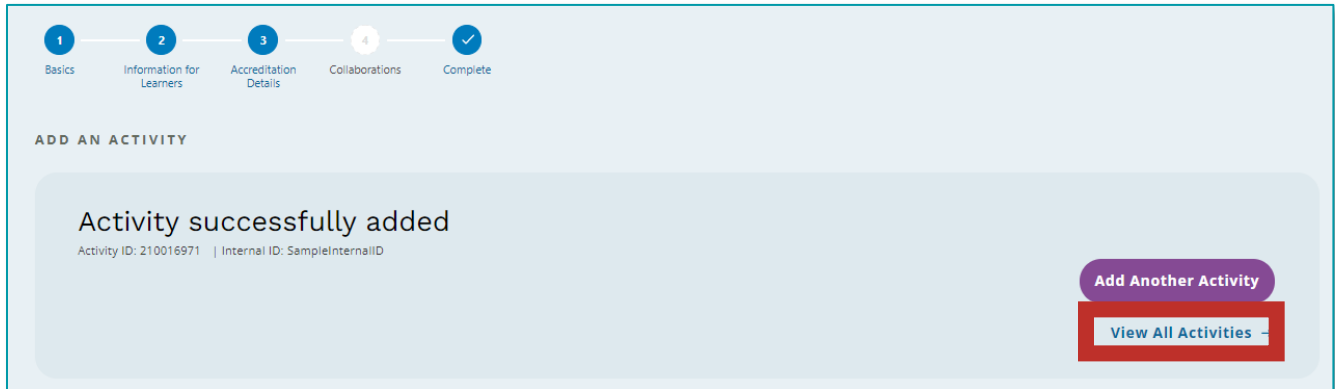 1 2 3 4
Basics Information for Accreditation Collaborations Complete
Learners Details
ADD AN ACTIVITY
Activity successfully added
Activity ID: 210016971 | Internal ID: SampleInternalID
Add Another Activity
View All Activities